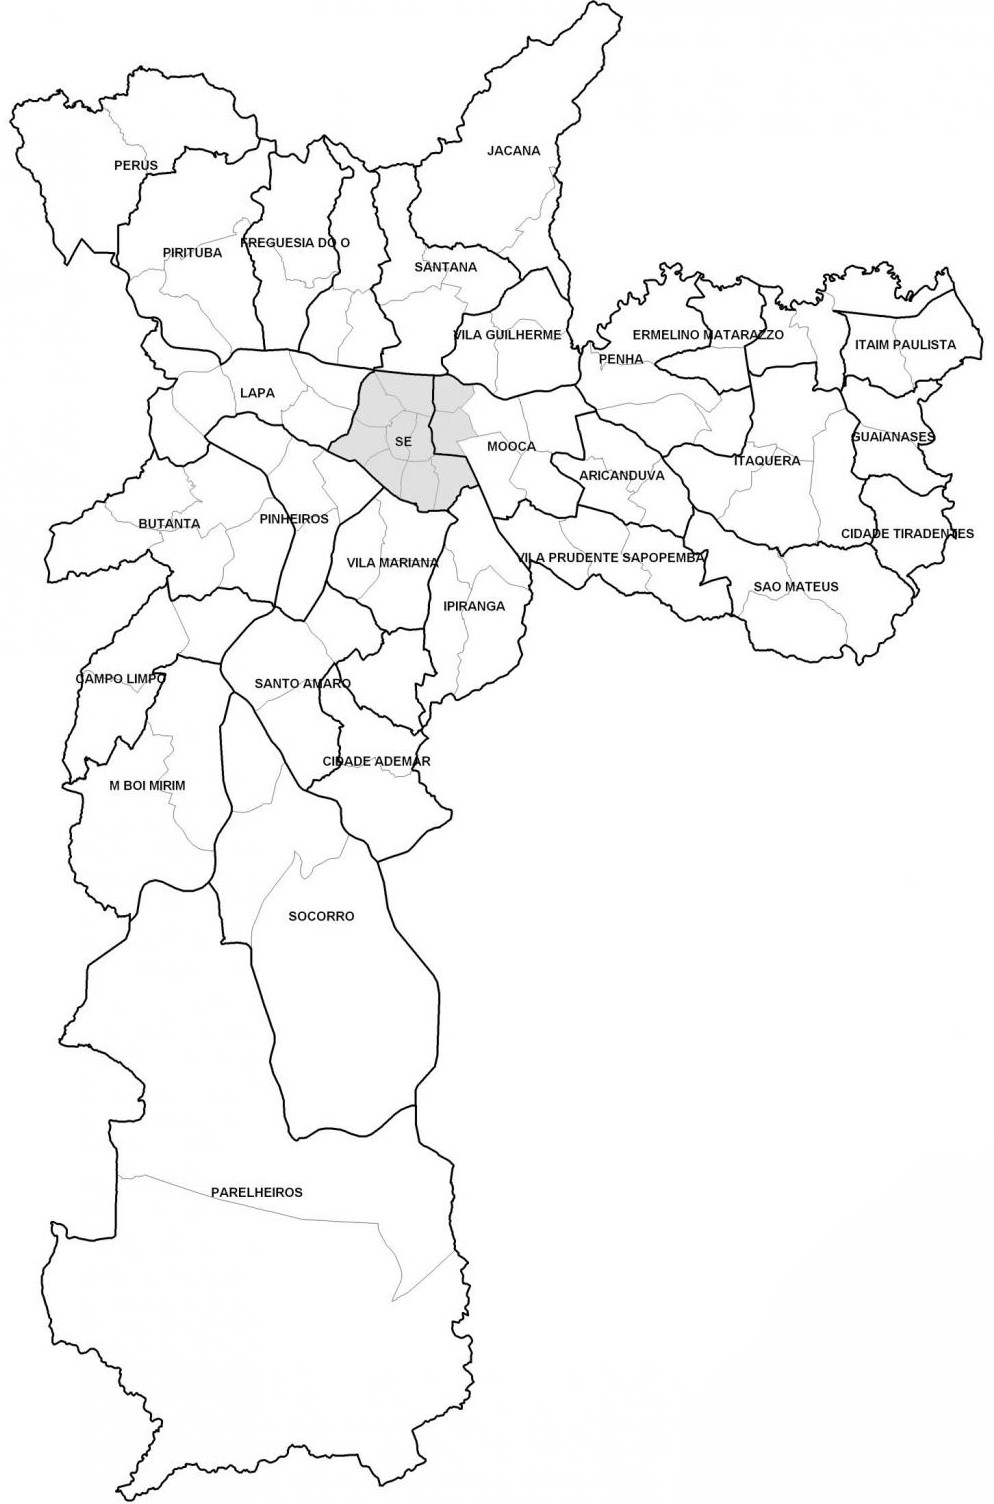 JACANA
PERUS
FREGUESIA DO O
PIRITUBA
SANTANA
VILA GUILHERME
ERMELINO MATARAZZO
ITAIM PAULISTA
PENHA
LAPA
SE
MOOCA
GUAIANASES
ITAQUERA
ARICANDUVA
BUTANTA
PINHEIROS
CIDADE TIRADENTES
VILA MARIANA
VILA PRUDENTE SAPOPEMBA
SAO MATEUS
IPIRANGA
CAMPO LIMPO
SANTO AMARO
CIDADE ADEMAR
M BOI MIRIM
SOCORRO
PARELHEIROS